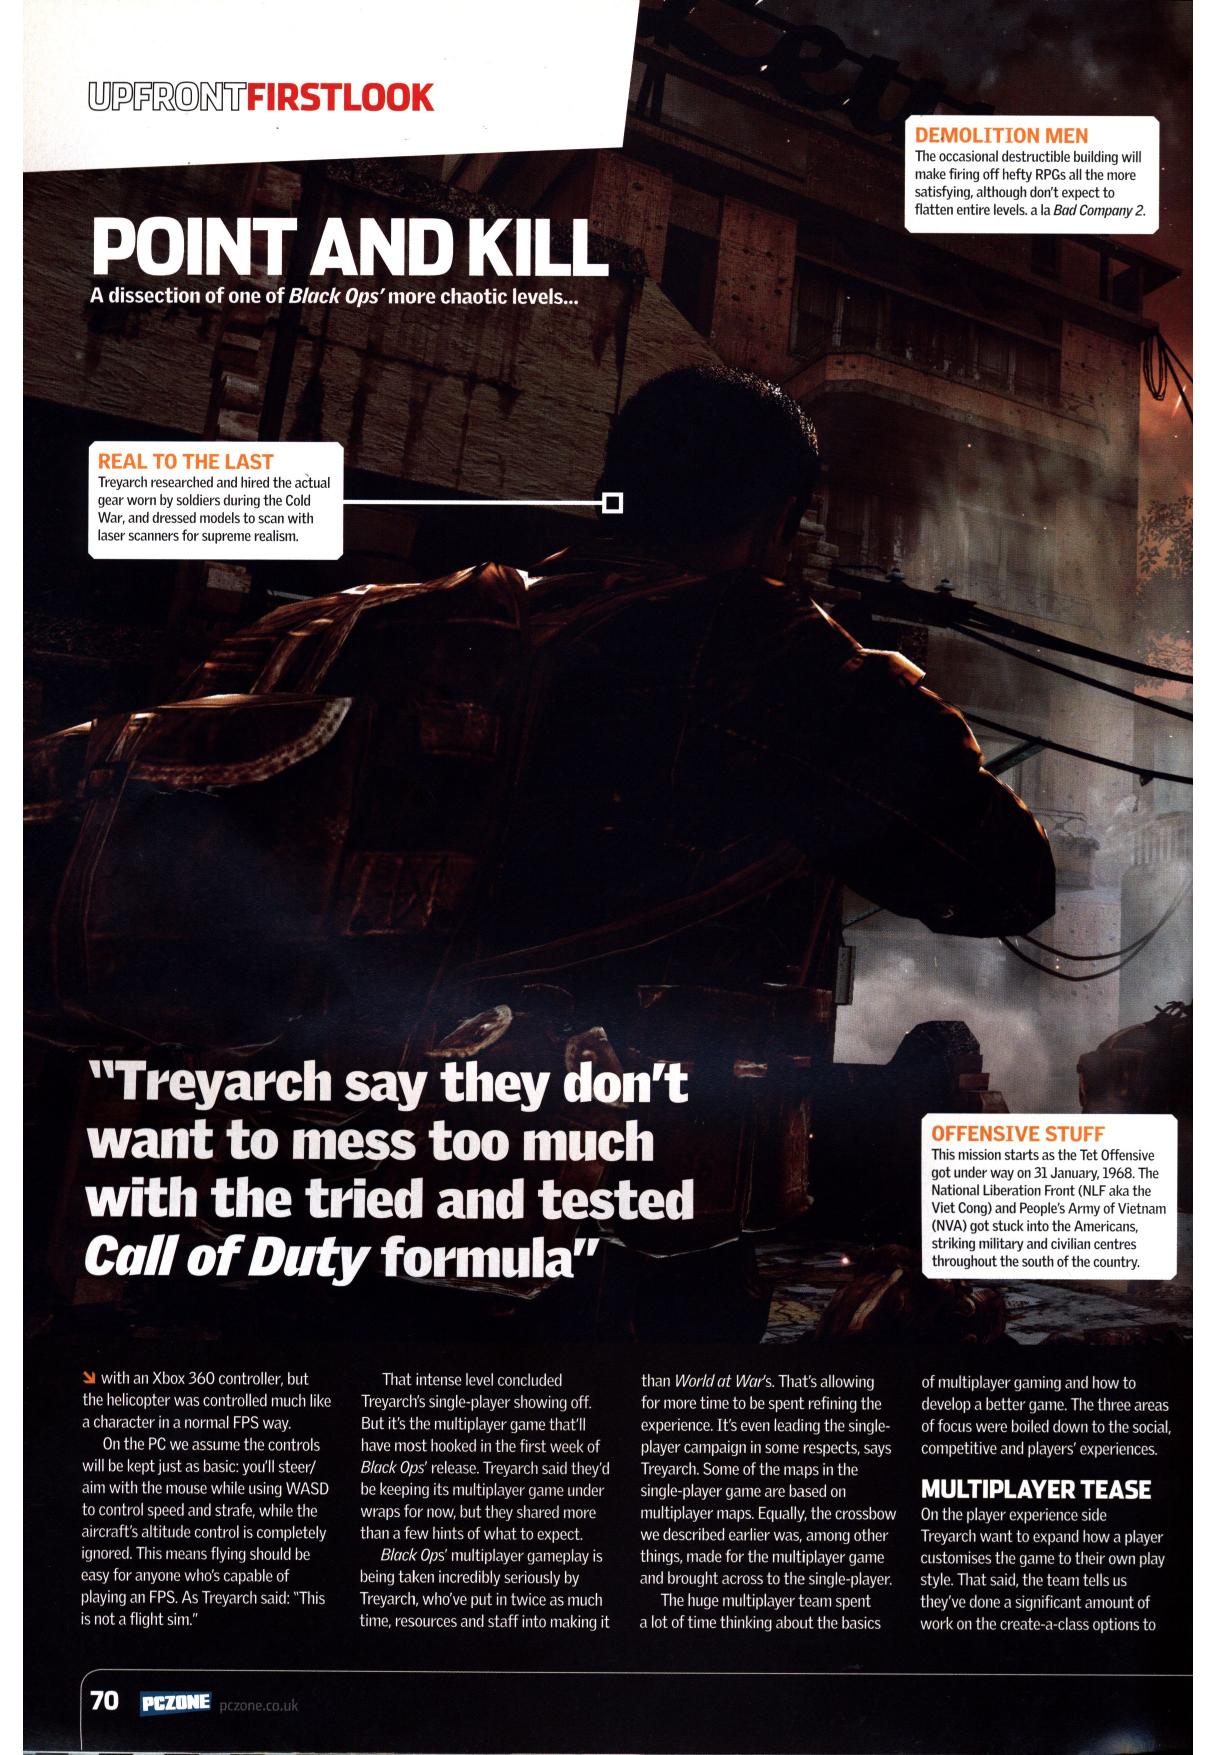 UPFRONTFIRSTLOOK
DEMOLITION MEN
The occasional destructible building will
make firing off hefty RPGs all the more
satisfying, although don't expect to
flatten entire levels. a la Bad Company 2.
POINT AND KILL
A dissection of one of Black Ops' more chaotic levels...
REAL TO THE LAST
Treyarch researched and hired the actual
gear worn by soldiers during the Cold
War, and dressed models to scan with
laser scanners for supreme realism.
"Treyarch say they don't
want to mess too much
with the tried and tested
Call of Duty formula"
OFFENSIVE STUFF
This mission starts as the Tet Offensive
got under way on 31 January, 1968. The
National Liberation Front (NLF aka the
Viet Cong) and People's Army of Vietnam
(NVA) got stuck into the Americans,
striking military and civilian centres
throughout the south of the country.
with an Xbox 360 controller, but
the helicopter was controlled much like
a character in a normal FPS way.
On the PC we assume the controls
will be kept just as basic: you'll steer/
aim with the mouse while using WASD
to control speed and strafe, while the
aircraft's altitude control is completely
ignored. This means flying should be
easy for anyone who's capable of
playing an FPS. As Treyarch said: "This
is not a flight sim."
That intense level concluded
Treyarch's single-player showing off.
But it's the multiplayer game that'll
have most hooked in the first week of
Black Ops' release. Treyarch said they'd
be keeping its multiplayer game under
wraps for now, but they shared more
than a few hints of what to expect.
Black Ops' multiplayer gameplay is
being taken incredibly seriously by
Treyarch, who've put in twice as much
time, resources and staff into making it
than World at War's. That's allowing
for more time to be spent refining the
experience. It's even leading the single-
player campaign in some respects, says
Treyarch. Some of the maps in the
single-player game are based on
multiplayer maps. Equally, the crossbow
we described earlier was, among other
things, made for the multiplayer game
and brought across to the single-player.
The huge multiplayer team spent
a lot of time thinking about the basics
of multiplayer gaming and how to
develop a better game. The three areas
of focus were boiled down to the social,
competitive and players' experiences.
MULTIPLAYER TEASE
On the player experience side
Treyarch want to expand how a player
customises the game to their own play
style. That said, the team tells us
they've done a significant amount of
work on the create-a-class options to
70 PCZONE pczone.co.uk